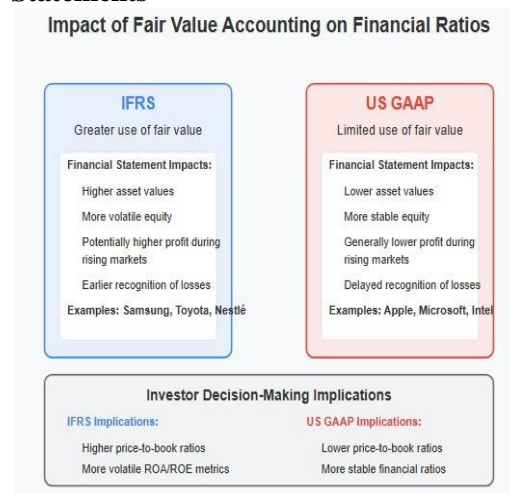 Statements
Impact of Fair Value Accounting on Financial Ratios
IFRS
Greater use of fair value
Financial Statement Impacts:
Higher asset values
More volatile equity
Potentially higher profit during
rising markets
Earlier recognition of losses
Examples: Samsung, Toyota, Nestlé
US GAAP
Limited use of fair value
Financial Statement Impacts:
Lower asset values
More stable equity
Generally lower profit during
rising markets
Delayed recognition of losses
Examples: Apple, Microsoft, Intel
Investor Decision-Making Implications
IFRS Implications:
Higher price-to-book ratios
More volatile ROA/ROE metrics
US GAAP Implications:
Lower price-to-book ratios
More stable financial ratios